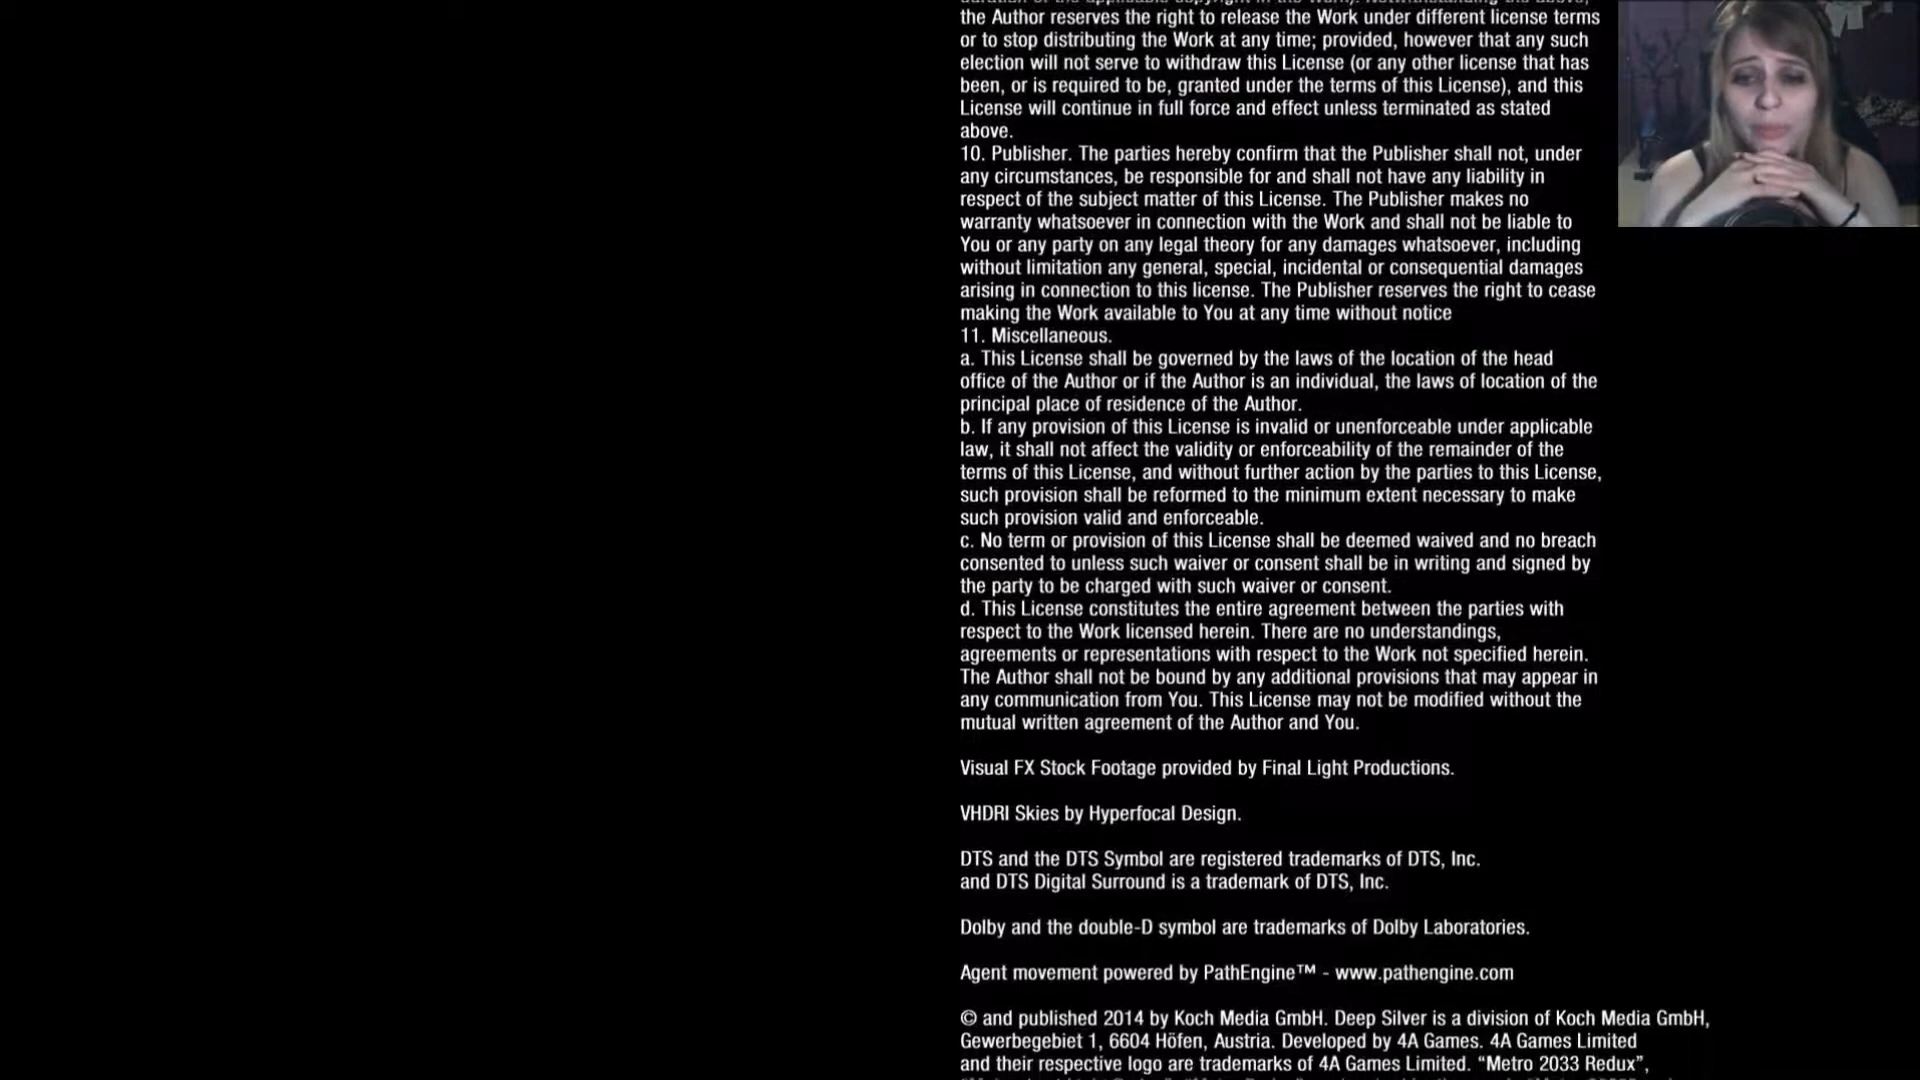 the Author reserves the right to release the Work under different license terms
or to stop distributing the Work at any time; provided, however that any such
election will not serve to withdraw this License (or any other license that has
been, or is required to be, granted under the terms of this License), and this
License will continue in full force and effect unless terminated as stated
above.
10. Publisher. The parties hereby confirm that the Publisher shall not, under
any circumstances, be responsible for and shall not have any liability in
respect of the subject matter of this License. The Publisher makes no
warranty whatsoever in connection with the Work and shall not be liable to
You or any party on any legal theory for any damages whatsoever, including
without limitation any general, special, incidental or consequential damages
arising in connection to this license. The Publisher reserves the right to cease
making the Work available to You at any time without notice
11. Miscellaneous.
a. This License shall be governed by the laws of the location of the head
office of the Author or if the Author is an individual, the laws of location of the
principal place of residence of the Author.
b. If any provision of this License is invalid or unenforceable under applicable
law, it shall not affect the validity or enforceability of the remainder of the
terms of this License, and without further action by the parties to this License,
such provision shall be reformed to the minimum extent necessary to make
such provision valid and enforceable.
c. No term or provision of this License shall be deemed waived and no breach
consented to unless such waiver or consent shall be in writing and signed by
the party to be charged with such waiver or consent.
d. This License constitutes the entire agreement between the parties with
respect to the Work licensed herein. There are no understandings,
agreements or representations with respect to the Work not specified herein.
The Author shall not be bound by any additional provisions that may appear in
any communication from You. This License may not be modified without the
mutual written agreement of the Author and You.
Visual FX Stock Footage provided by Final Light Productions.
VHDRI Skies by Hyperfocal Design.
DTS and the DTS Symbol are registered trademarks of DTS, Inc.
and DTS Digital Surround is a trademark of DTS, Inc.
Dolby and the double-D symbol are trademarks of Dolby Laboratories.
Agent movement powered by PathEngine™ - www.pathengine.com
© and published 2014 by Koch Media GmbH. Deep Silver is a division of Koch Media GmbH,
Gewerbegebiet 1, 6604 Höfen, Austria. Developed by 4A Games. 4A Games Limited
and their respective logo are trademarks of 4A Games Limited. “Metro 2033 Redux”,